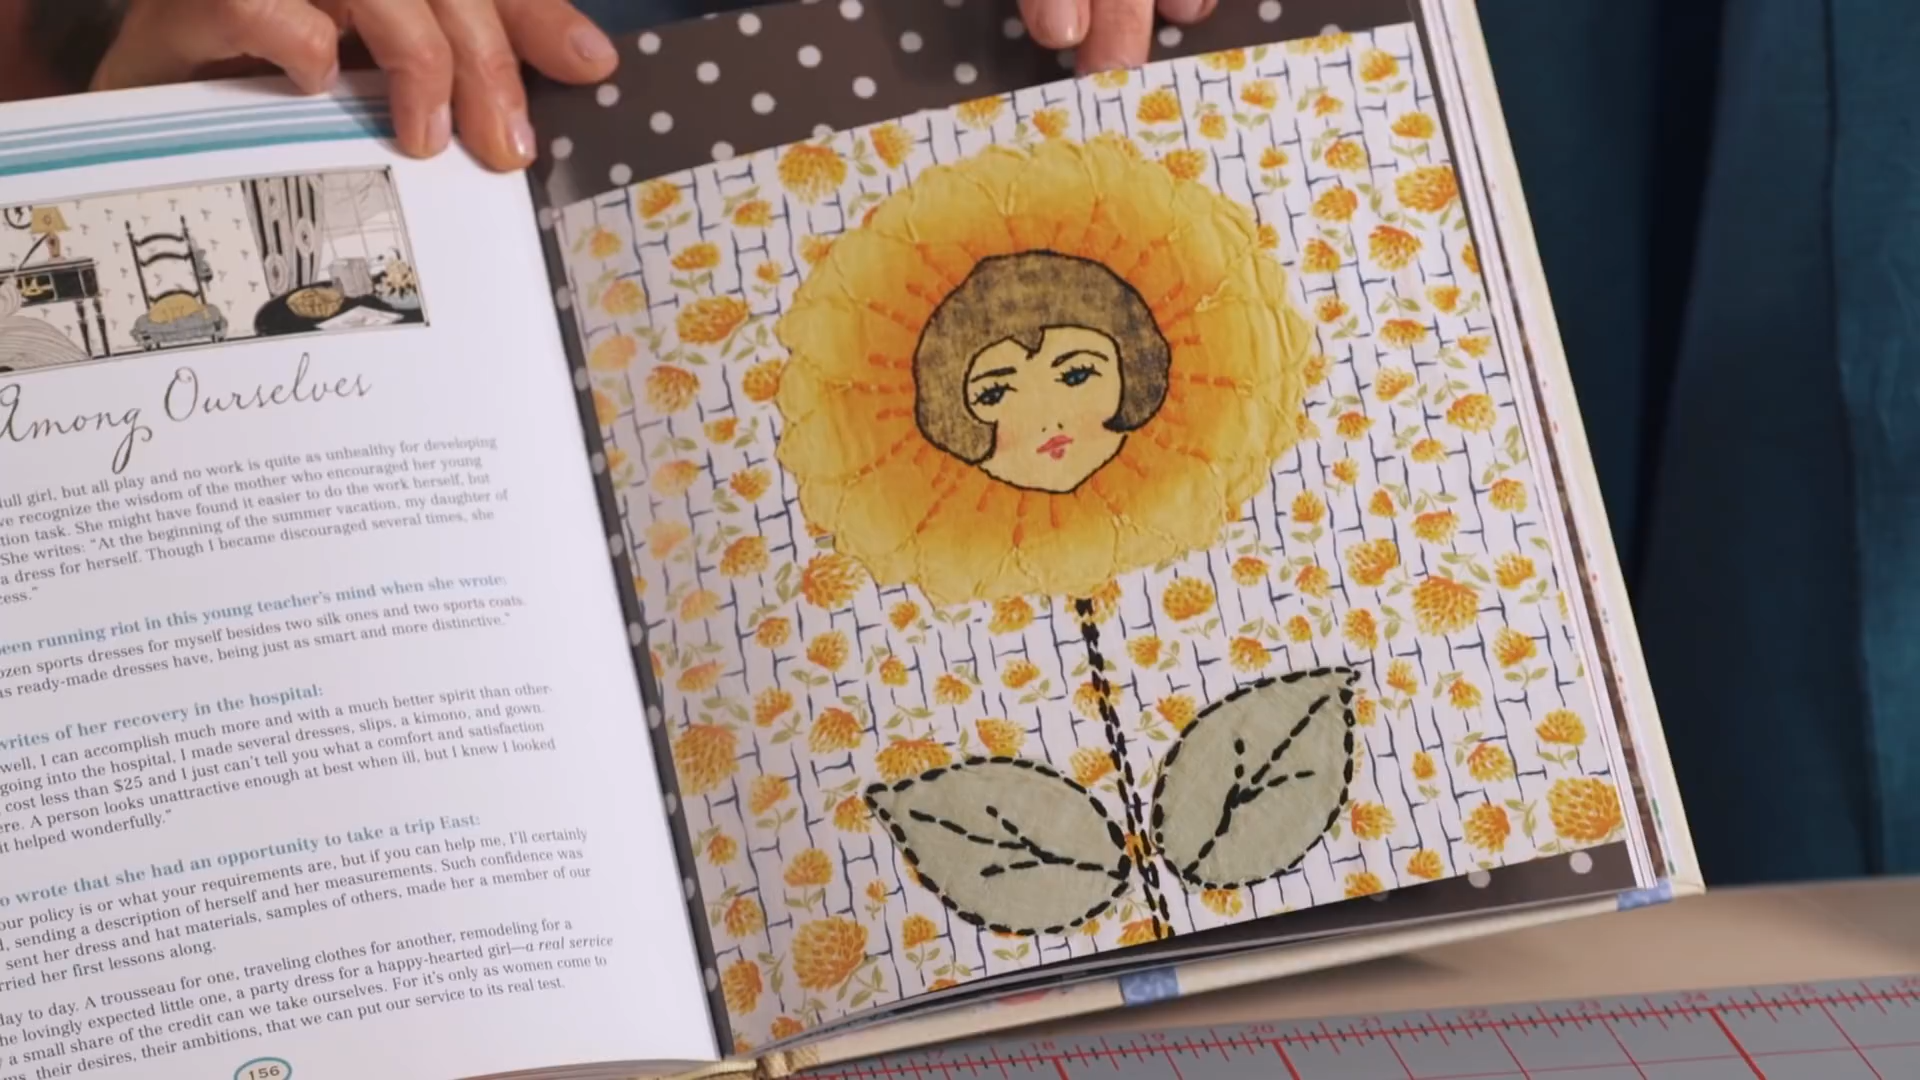 Among Ourselves
dull girl, but all play and no work is quite as unhealthy for developing
recognize the wisdom of the mother who encouraged her young
task. She might have found it easier to do the work herself, but
She writes: "At the beginning of the summer vacation, my daughter of
a dress for herself. Though I became discouraged several times, she
been running riot in this young teacher's mind when she wrote:
sports dresses for myself besides two silk ones and two sports coats.
as ready-made dresses have, being just as smart and more distinctive."
writes of her recovery in the hospital:
well, I can accomplish much more and with a much better spirit than other-
going into the hospital, I made several dresses, slips, a kimono, and gown.
cost less than $25 and I just can't tell you what a comfort and satisfaction
A person looks unattractive enough at best when ill, but I knew I looked
it helped wonderfully."
wrote that she had an opportunity to take a trip East:
our policy is or what your requirements are, but if you can help me, I'll certainly
sending a description of herself and her measurements. Such confidence was
sent her dress and hat materials, samples of others, made her a member of our
her first lessons along.
day to day. A trousseau for one, traveling clothes for another, remodeling for a
lovingly expected little one, a party dress for a happy-hearted girl—a real service
a small share of the credit can we take ourselves. For it's only as women come to
their desires, their ambitions, that we can put our service to its real test.
156
18 19 20 21 22 23 24 25